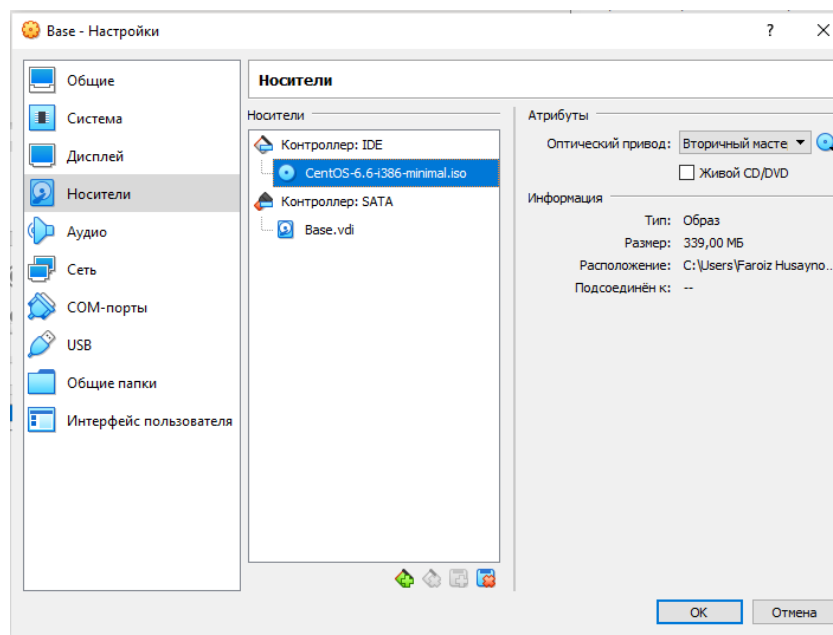 Base - Настройки
?
Общие
Система
Дисплей
Носители
Аудио
Сеть
COM-порты
USB
Общие папки
Интерфейс пользователя
Носители
Носители
Контроллер: IDE
CentOS-6.6-i386-minimal.iso
Контроллер: SATA
Base.vdi
Атрибуты
Оптический привод: Вторичный масте
Живой CD/DVD
Информация
Тип: Образ
Размер: 339,00 МБ
Расположение: C:\Users\Faroiz Husayno...
Подсоединён к: --
OK Отмена